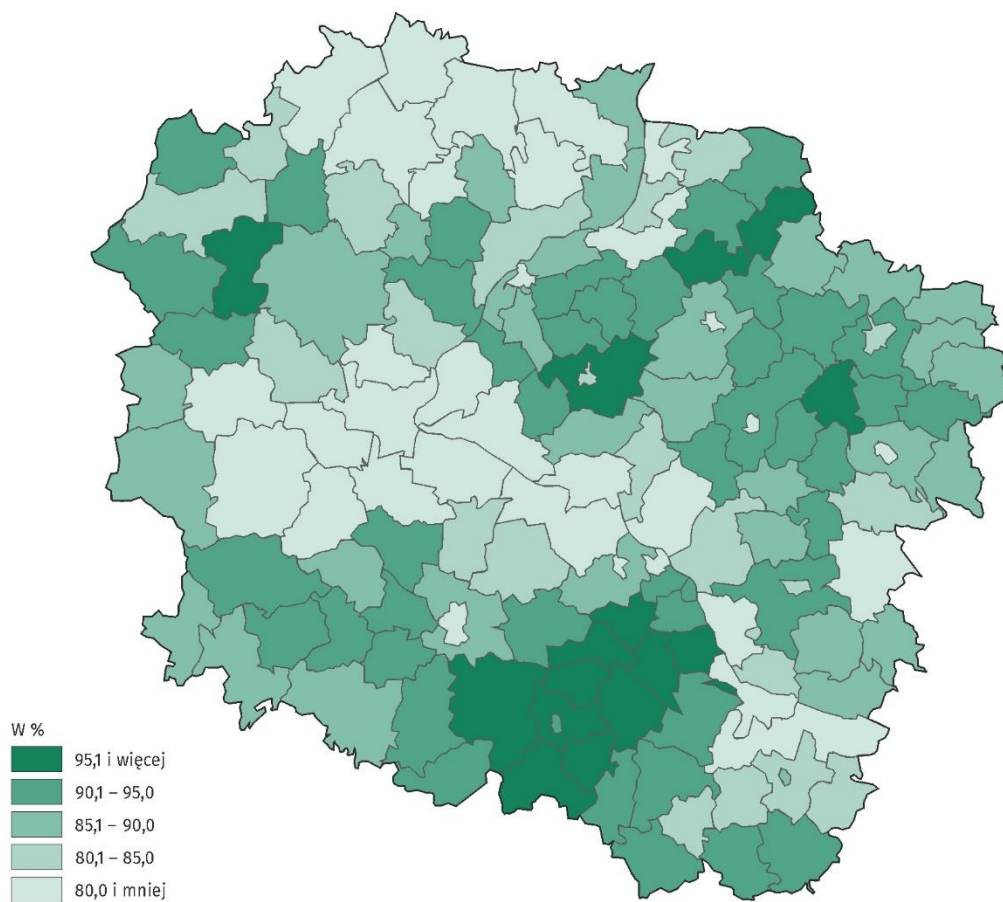 W %
95,1 i więcej
90,1 – 95,0
85,1 – 90,0
80,1 – 85,0
80,0 i mniej